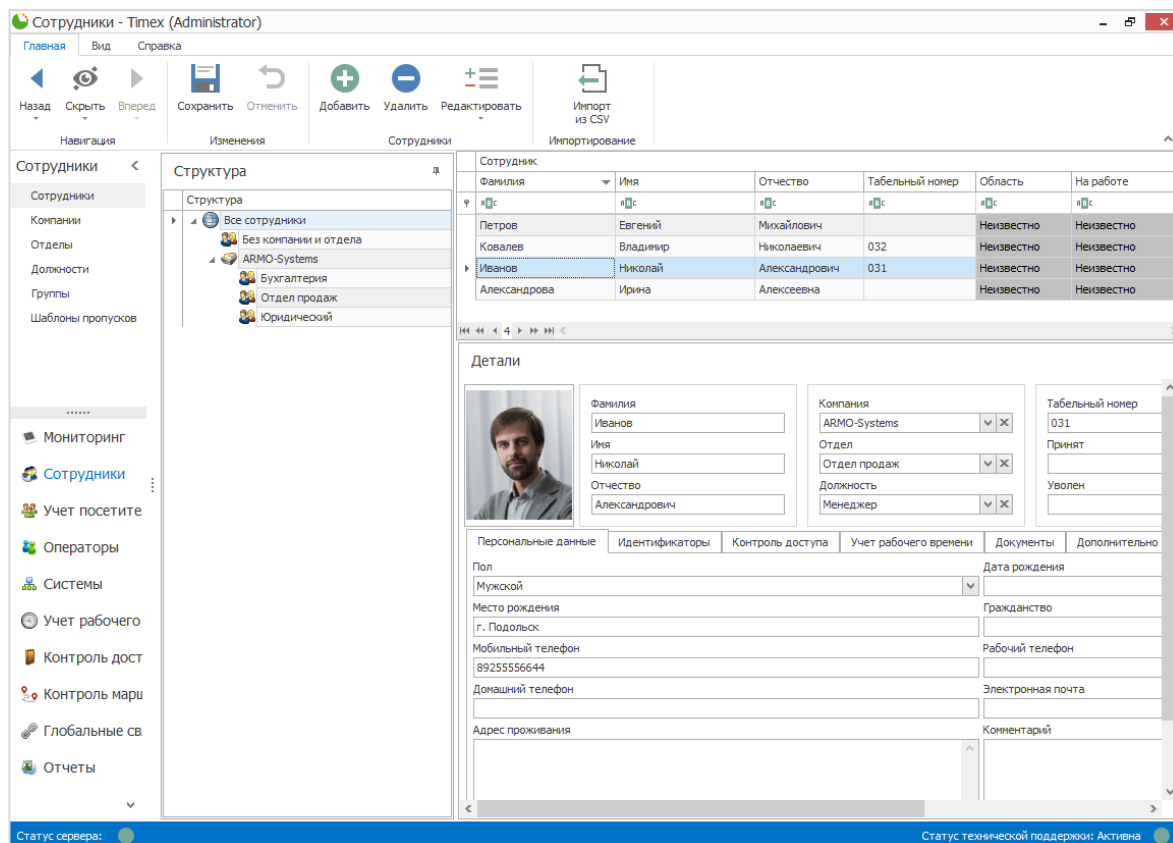 Сотрудники - Timex (Administrator)
Главная Вид Справка
Назад Скрыть Вперед Сохранить Отменить Добавить Удалить Редактировать Импорт из CSV
Навигация Изменения Сотрудники Импортирование
Сотрудники
Сотрудники
Компании
Отделы
Должности
Группы
Шаблоны пропусков
Мониторинг
Сотрудники
Учет посетите
Операторы
Системы
Учет рабочего
Контроль дост
Контроль марш
Глобальные св
Отчеты
Структура
Структура
Все сотрудники
Без компании и отдела
ARMO-Systems
Бухгалтерия
Отдел продаж
Юридический
Сотрудник
Фамилия Имя Отчество Табельный номер Область На работе
Петров Евгений Михайлович Неизвестно Неизвестно
Ковалев Владимир Николаевич 032 Неизвестно Неизвестно
Иванов Николай Александрович 031 Неизвестно Неизвестно
Александрова Ирина Алексеевна Неизвестно Неизвестно
4
Детали
Фамилия Компания Табельный номер
Иванов ARMO-Systems 031
Имя Отдел Принят
Николай Отдел продаж
Отчество Должность Уволен
Александрович Менеджер
Персональные данные Идентификаторы Контроль доступа Учет рабочего времени Документы Дополнительно
Пол Дата рождения
Мужской
Место рождения Гражданство
г. Подольск
Мобильный телефон Рабочий телефон
89255556644
Домашний телефон Электронная почта
Адрес проживания Комментарий
Статус сервера: Статус технической поддержки: Активна